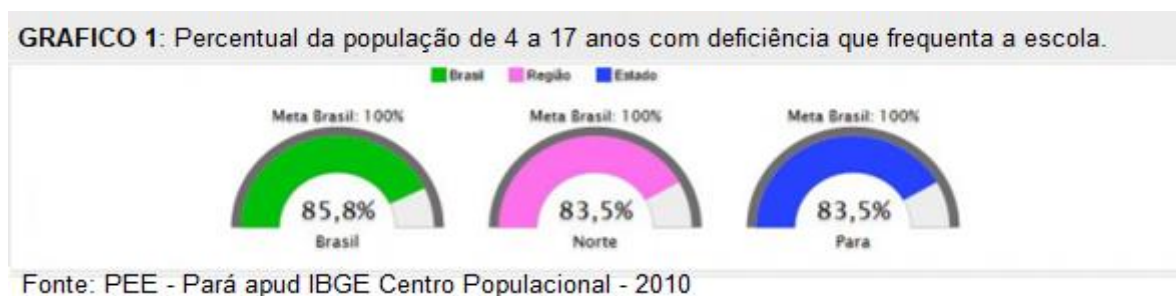 GRAFICO 1: Percentual da população de 4 a 17 anos com deficiência que frequenta a escola.
Brasil Região Estado
Meta Brasil: 100% Meta Brasil: 100% Meta Brasil: 100%
85,8% 83,5% 83,5%
Brasil Norte Para
Fonte: PEE - Pará apud IBGE Centro Populacional - 2010